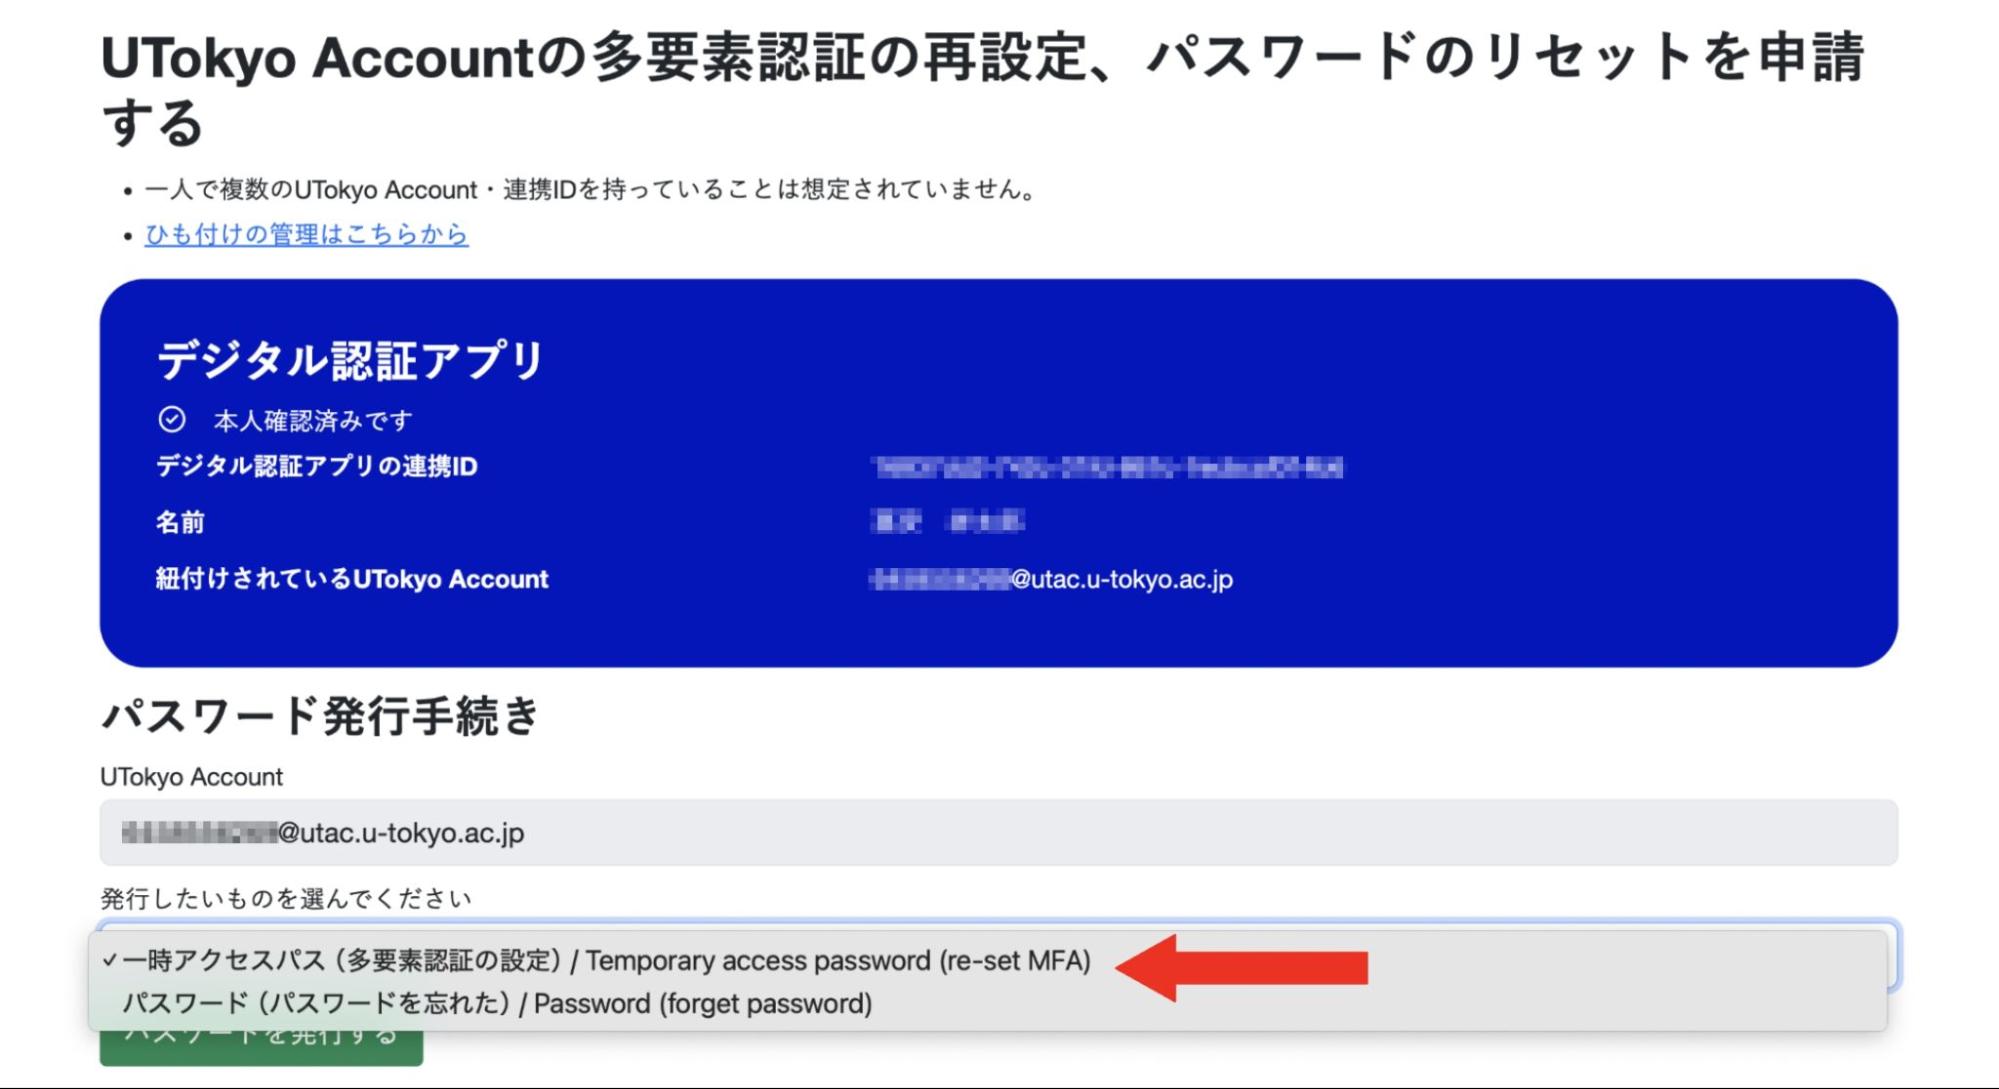 UTokyo Accountの多要素認証の再設定、パスワードのリセットを申請
する
• 一人で複数のUTokyo Account・連携IDを持っていることは想定されていません。
• ひも付けの管理はこちらから
デジタル認証アプリ
本人確認済みです
デジタル認証アプリの連携ID
名前
紐付けされているUTokyo Account
@utac.u-tokyo.ac.jp
パスワード発行手続き
UTokyo Account
@utac.u-tokyo.ac.jp
発行したいものを選んでください
✓一時アクセスパス（多要素認証の設定）/ Temporary access password (re-set MFA)
パスワード（パスワードを忘れた）/ Password (forget password)
パスワードを発行する